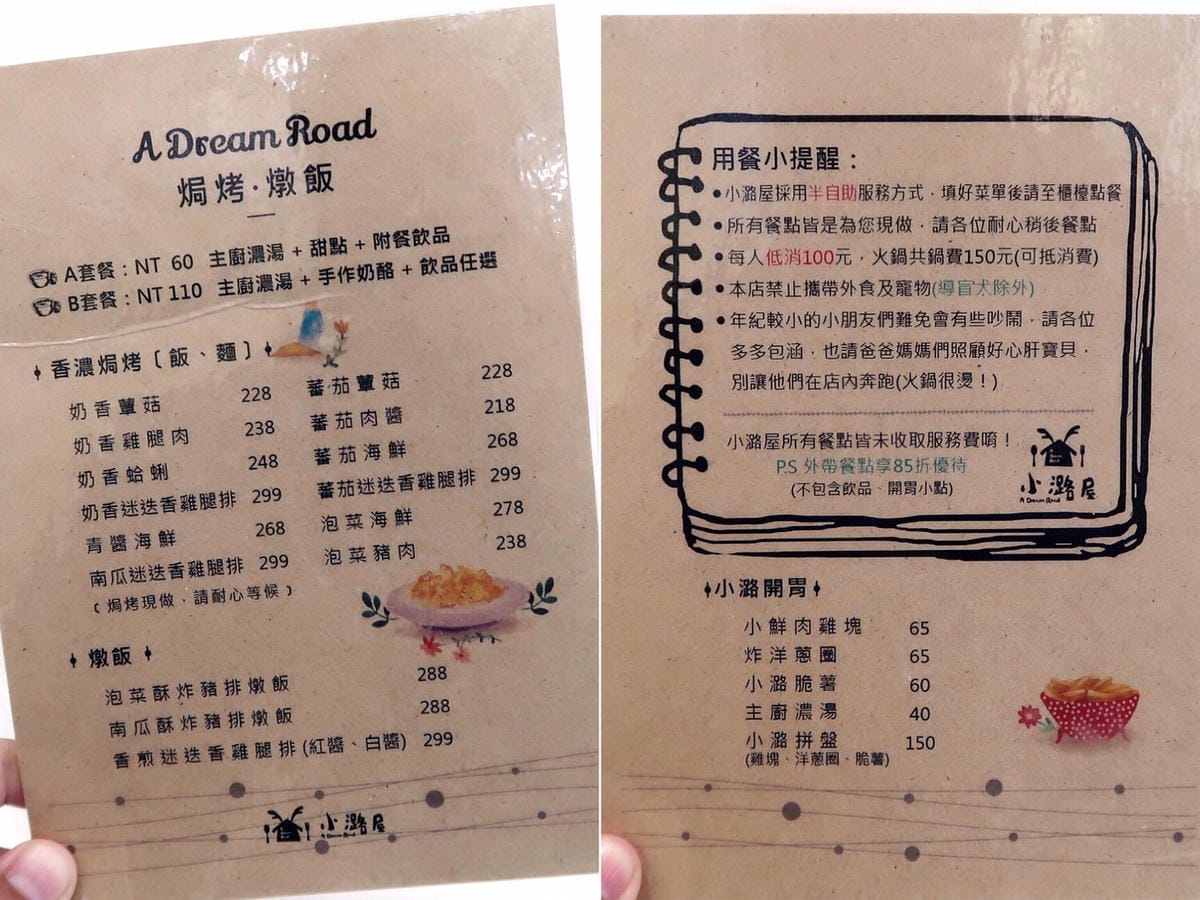 A Dream Road
焗烤·燉飯
A套餐：NT 60 主廚濃湯 + 甜點 + 附餐飲品
B套餐：NT 110 主廚濃湯 + 手作奶酪 + 飲品任選
香濃焗烤〔飯、麵〕
奶香蕈菇 228
奶香雞腿肉 238
奶香蛤蜊 248
奶香迷迭香雞腿排 299
青醬海鮮 268
南瓜迷迭香雞腿排 299
〔焗烤現做，請耐心等候〕
蕃茄蕈菇 228
蕃茄肉醬 218
蕃茄海鮮 268
蕃茄迷迭香雞腿排 299
泡菜海鮮 278
泡菜豬肉 238
燉飯
泡菜酥炸豬排燉飯 288
南瓜酥炸豬排燉飯 288
香煎迷迭香雞腿排(紅醬、白醬) 299
小潞屋
A Dream Road
用餐小提醒：
•小潞屋採用半自助服務方式，填好菜單後請至櫃檯點餐
•所有餐點皆是為您現做，請各位耐心稍後餐點
•每人低消100元，火鍋共鍋費150元(可抵消費)
•本店禁止攜帶外食及寵物(導盲犬除外)
•年紀較小的小朋友們難免會有些吵鬧，請各位
多多包涵，也請爸爸媽媽們照顧好心肝寶貝，
別讓他們在店內奔跑(火鍋很燙！)
小潞屋所有餐點皆未收取服務費唷！
P.S 外帶餐點享85折優待
(不包含飲品、開胃小點)
小潞屋
A Dream Road
小潞開胃
小鮮肉雞塊 65
炸洋蔥圈 65
小潞脆薯 60
主廚濃湯 40
小潞拼盤 150
(雞塊、洋蔥圈、脆薯)